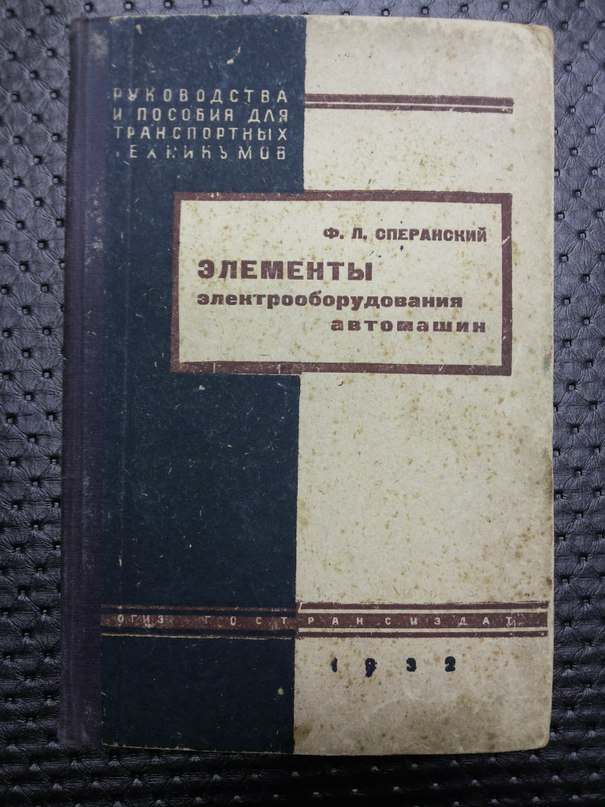 РУКОВОДСТВА
И ПОСОБИЯ ДЛЯ
ТРАНСПОРТНЫХ
ТЕХНИКУМОВ
Ф. Л. СПЕРАНСКИЙ
ЭЛЕМЕНТЫ
электрооборудования
автомашин
ОГИЗ ГОСТРАНСИЗДАТ
1932